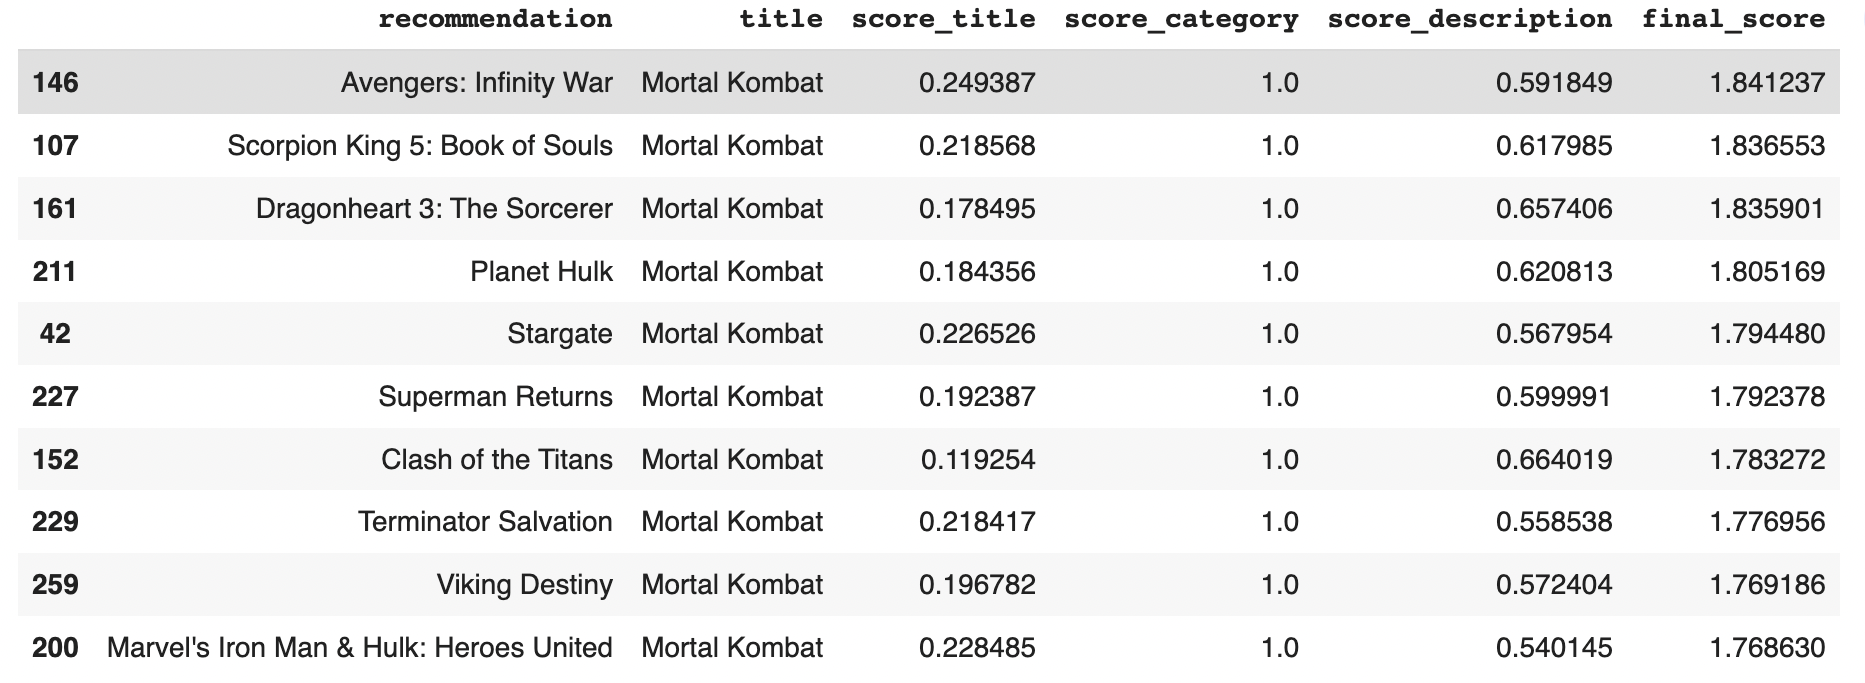 recommendation title score_title score_category score_description final_score
146 Avengers: Infinity War Mortal Kombat 0.249387 1.0 0.591849 1.841237
107 Scorpion King 5: Book of Souls Mortal Kombat 0.218568 1.0 0.617985 1.836553
161 Dragonheart 3: The Sorcerer Mortal Kombat 0.178495 1.0 0.657406 1.835901
211 Planet Hulk Mortal Kombat 0.184356 1.0 0.620813 1.805169
42 Stargate Mortal Kombat 0.226526 1.0 0.567954 1.794480
227 Superman Returns Mortal Kombat 0.192387 1.0 0.599991 1.792378
152 Clash of the Titans Mortal Kombat 0.119254 1.0 0.664019 1.783272
229 Terminator Salvation Mortal Kombat 0.218417 1.0 0.558538 1.776956
259 Viking Destiny Mortal Kombat 0.196782 1.0 0.572404 1.769186
200 Marvel's Iron Man & Hulk: Heroes United Mortal Kombat 0.228485 1.0 0.540145 1.768630